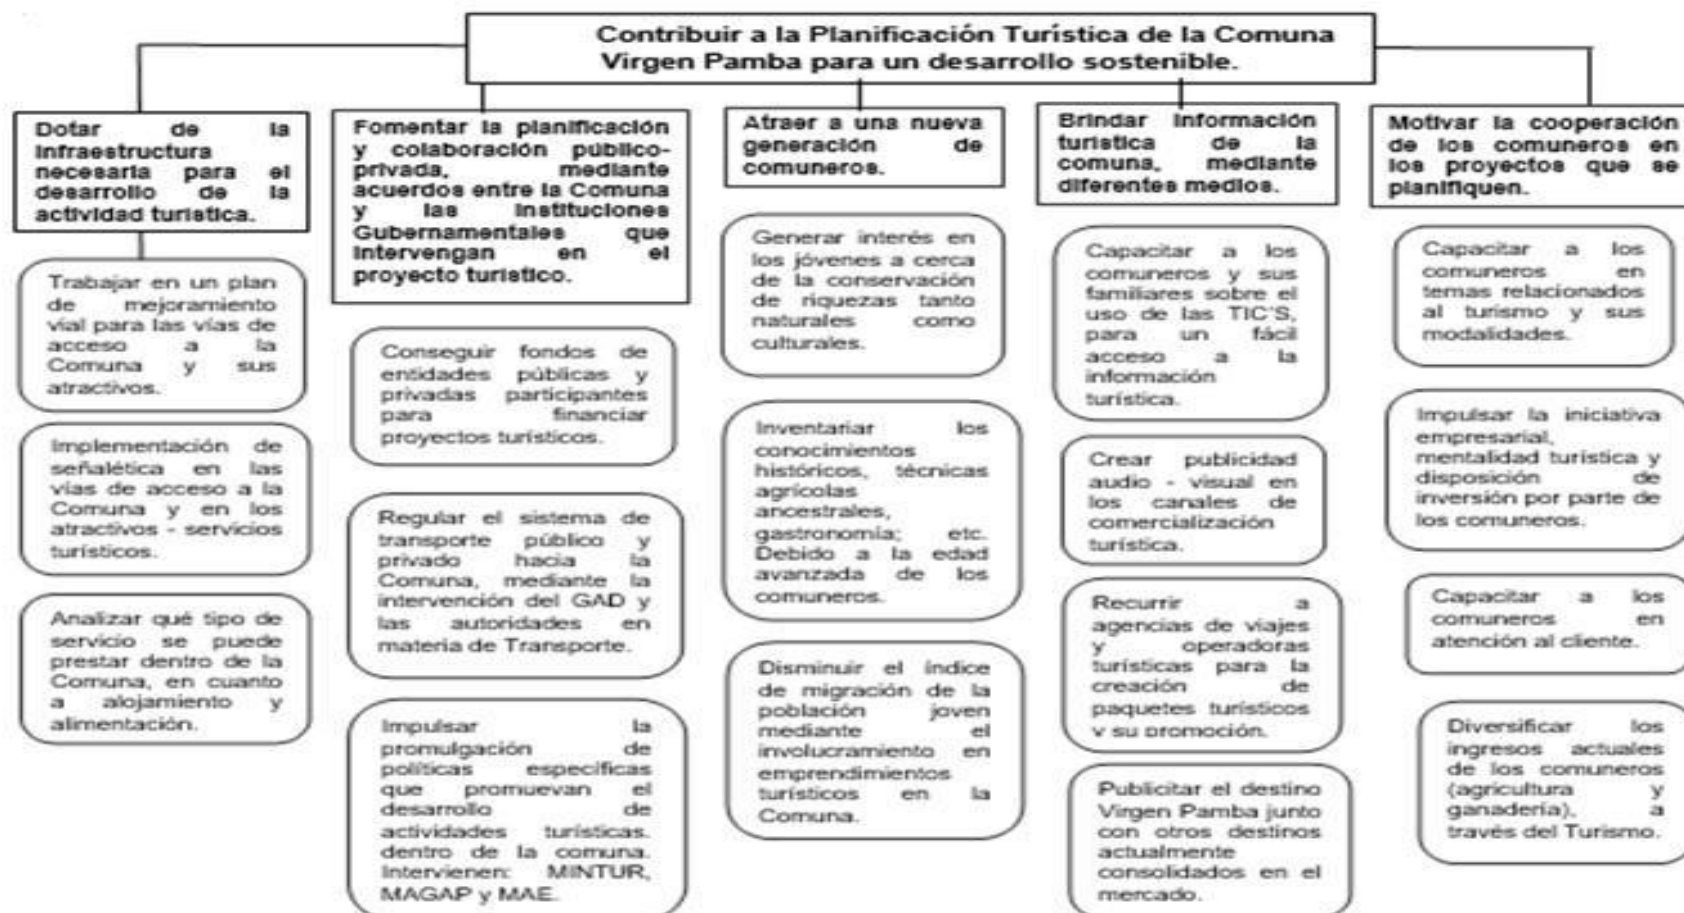 Contribuir a la Planificación Turística de la Comuna
Virgen Pamba para un desarrollo sostenible.
Dotar de la
infraestructura
necesaria para el
desarrollo de la
actividad turística.
Trabajar en un plan
de mejoramiento
vial para las vías de
acceso a la
Comuna y sus
atractivos.
Implementación de
señalética en las
vías de acceso a la
Comuna y en los
atractivos - servicios
turísticos.
Analizar qué tipo de
servicio se puede
prestar dentro de la
Comuna, en cuanto
a alojamiento y
alimentación.
Fomentar la planificación
y colaboración público-
privada, mediante
acuerdos entre la Comuna
y las Instituciones
Gubernamentales que
intervengan en el
proyecto turístico.
Conseguir fondos de
entidades públicas y
privadas participantes
para financiar
proyectos turísticos.
Regular el sistema de
transporte público y
privado hacia la
Comuna, mediante la
intervención del GAD y
las autoridades en
materia de Transporte.
Impulsar la
promulgación de
políticas específicas
que promuevan el
desarrollo de
actividades turísticas.
dentro de la comuna.
Intervienen: MINTUR,
MAGAP y MAE.
Atraer a una nueva
generación de
comuneros.
Generar interés en
los jóvenes a cerca
de la conservación
de riquezas tanto
naturales como
culturales.
Inventariar los
conocimientos
históricos, técnicas
agrícolas
ancestrales,
gastronomía; etc.
Debido a la edad
avanzada de los
comuneros.
Disminuir el índice
de migración de la
población joven
mediante el
involucramiento en
emprendimientos
turísticos en la
Comuna.
Brindar información
turística de la
comuna, mediante
diferentes medios.
Capacitar a los
comuneros y sus
familiares sobre el
uso de las TIC'S,
para un fácil
acceso a la
información
turística.
Crear publicidad
audio - visual en
los canales de
comercialización
turística.
Recurrir a
agencias de viajes
y operadoras
turísticas para la
creación de
paquetes turísticos
y su promoción.
Publicitar el destino
Virgen Pamba junto
con otros destinos
actualmente
consolidados en el
mercado.
Motivar la cooperación
de los comuneros en
los proyectos que se
planifiquen.
Capacitar a los
comuneros en
temas relacionados
al turismo y sus
modalidades.
Impulsar la iniciativa
empresarial,
mentalidad turística y
disposición de
inversión por parte de
los comuneros.
Capacitar a los
comuneros en
atención al cliente.
Diversificar los
ingresos actuales
de los comuneros
(agricultura y
ganadería), a
través del Turismo.